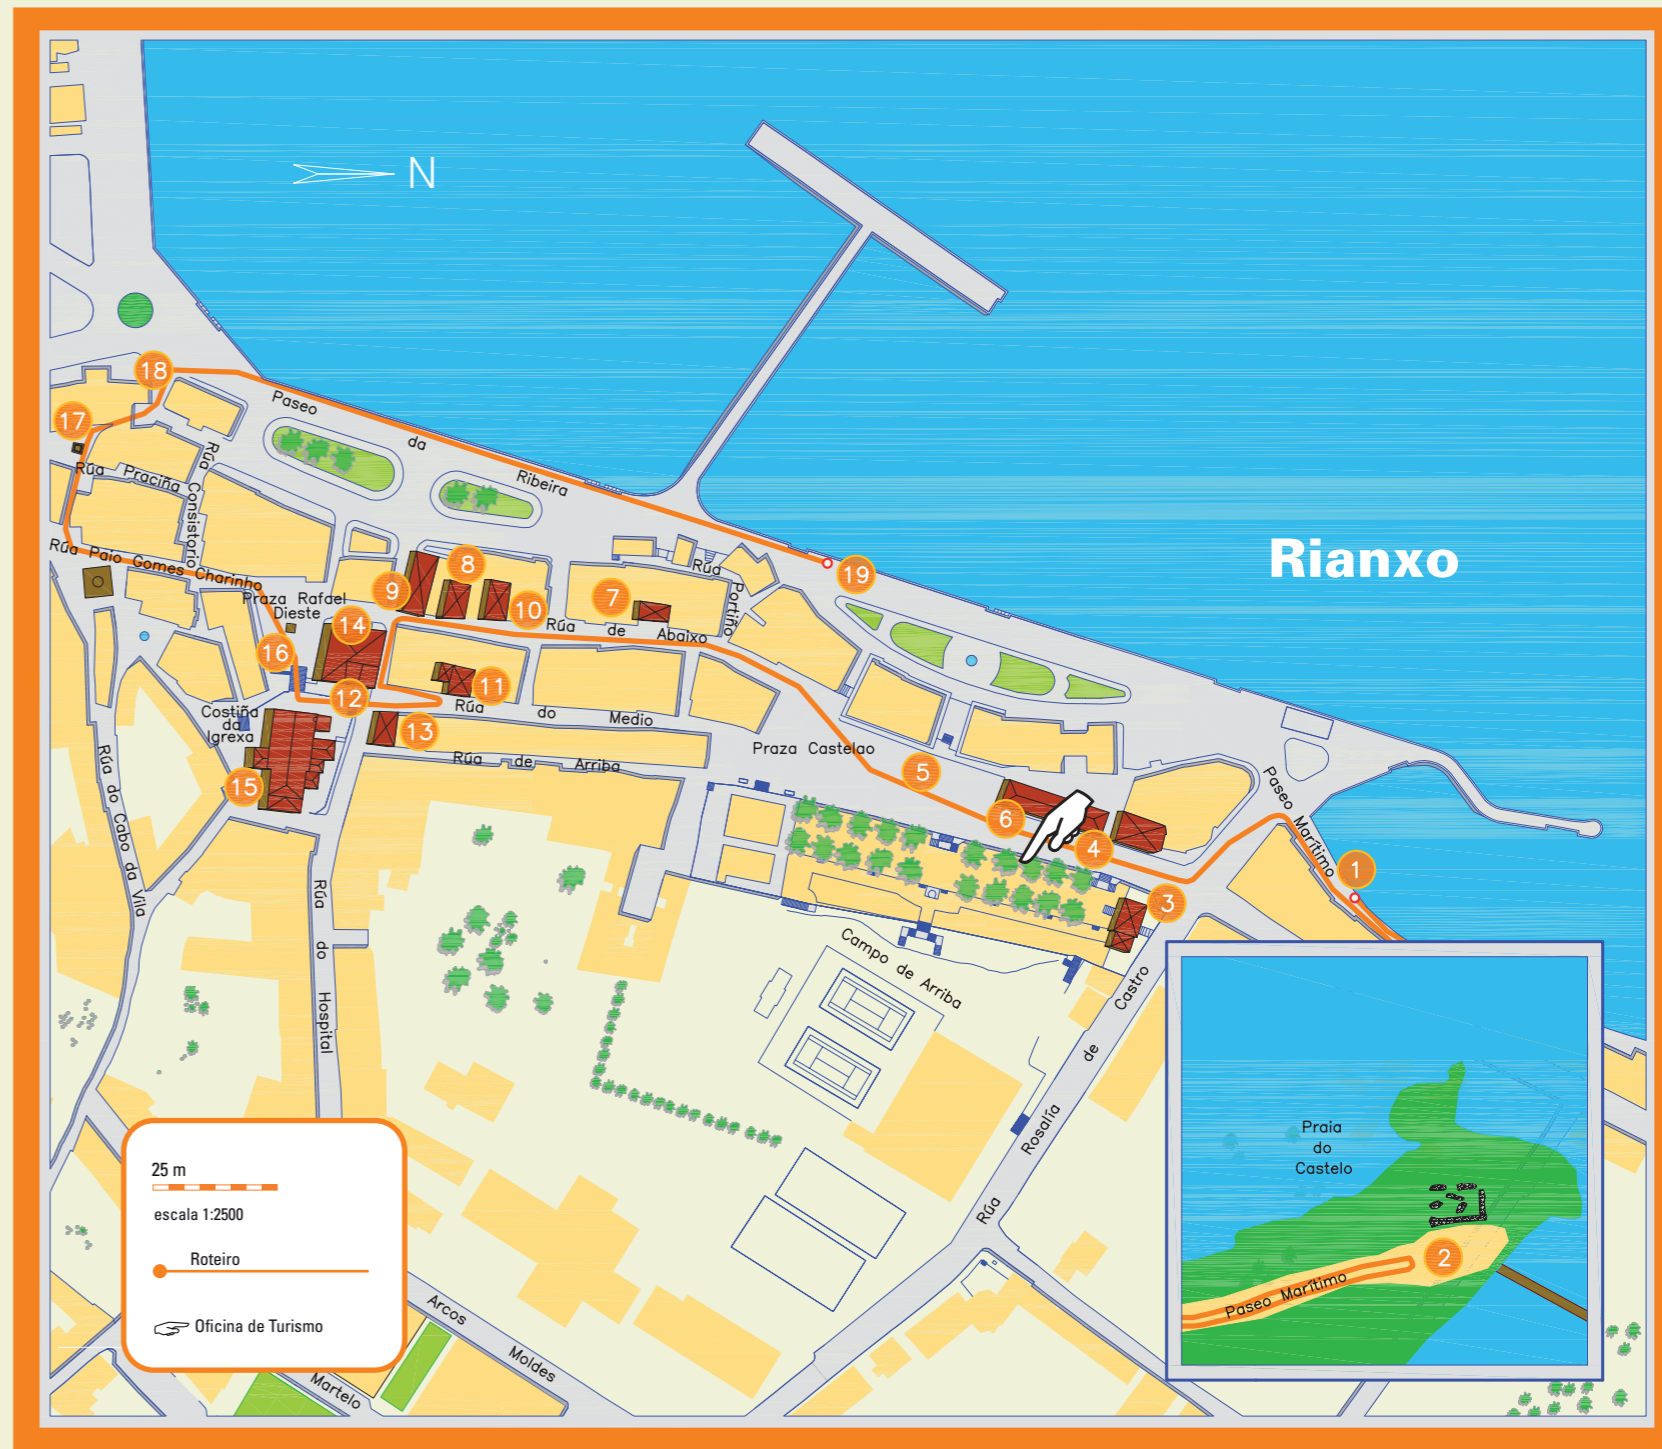 N
18
Paseo
da
Ribeira
17
Rúa Praciña
Rúa Consistorio
Rúa Paio Gomes Charinho
Praza Rafael
Dieste
9
8
10
7
Rúa Portiño
19
Rianxo
14
16
Rúa de Abaixo
12
11
Rúa do Medio
13
Costiña
da
Igrexa
15
Rúa de Arriba
Praza Castelao
5
6
4
3
Paseo Marítimo
1
Rúa do Cabo da Vila
Rúa do Hospital
Campo de Arriba
Rúa Rosalía de Castro
Praia
do
Castelo
2
Paseo Marítimo
25 m
escala 1:2500
Roteiro
Oficina de Turismo
Arcos
Moldes
Martelo